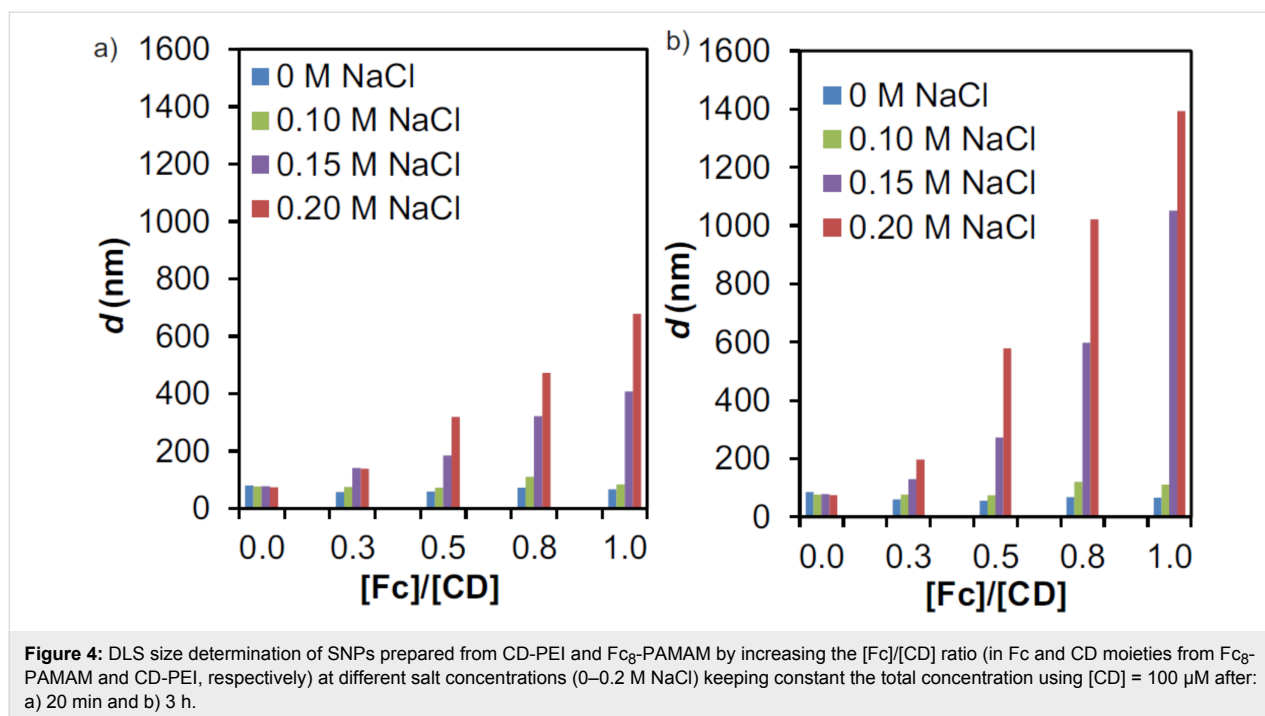 a)
1600
1400
1200
1000
800
600
400
200
0
d (nm)
0 M NaCl
0.10 M NaCl
0.15 M NaCl
0.20 M NaCl
0.0 0.3 0.5 0.8 1.0
[Fc]/[CD]
b)
1600
1400
1200
1000
800
600
400
200
0
d (nm)
0 M NaCl
0.10 M NaCl
0.15 M NaCl
0.20 M NaCl
0.0 0.3 0.5 0.8 1.0
[Fc]/[CD]
Figure 4: DLS size determination of SNPs prepared from CD-PEI and Fc8-PAMAM by increasing the [Fc]/[CD] ratio (in Fc and CD moieties from Fc8-
PAMAM and CD-PEI, respectively) at different salt concentrations (0–0.2 M NaCl) keeping constant the total concentration using [CD] = 100 µM after:
a) 20 min and b) 3 h.